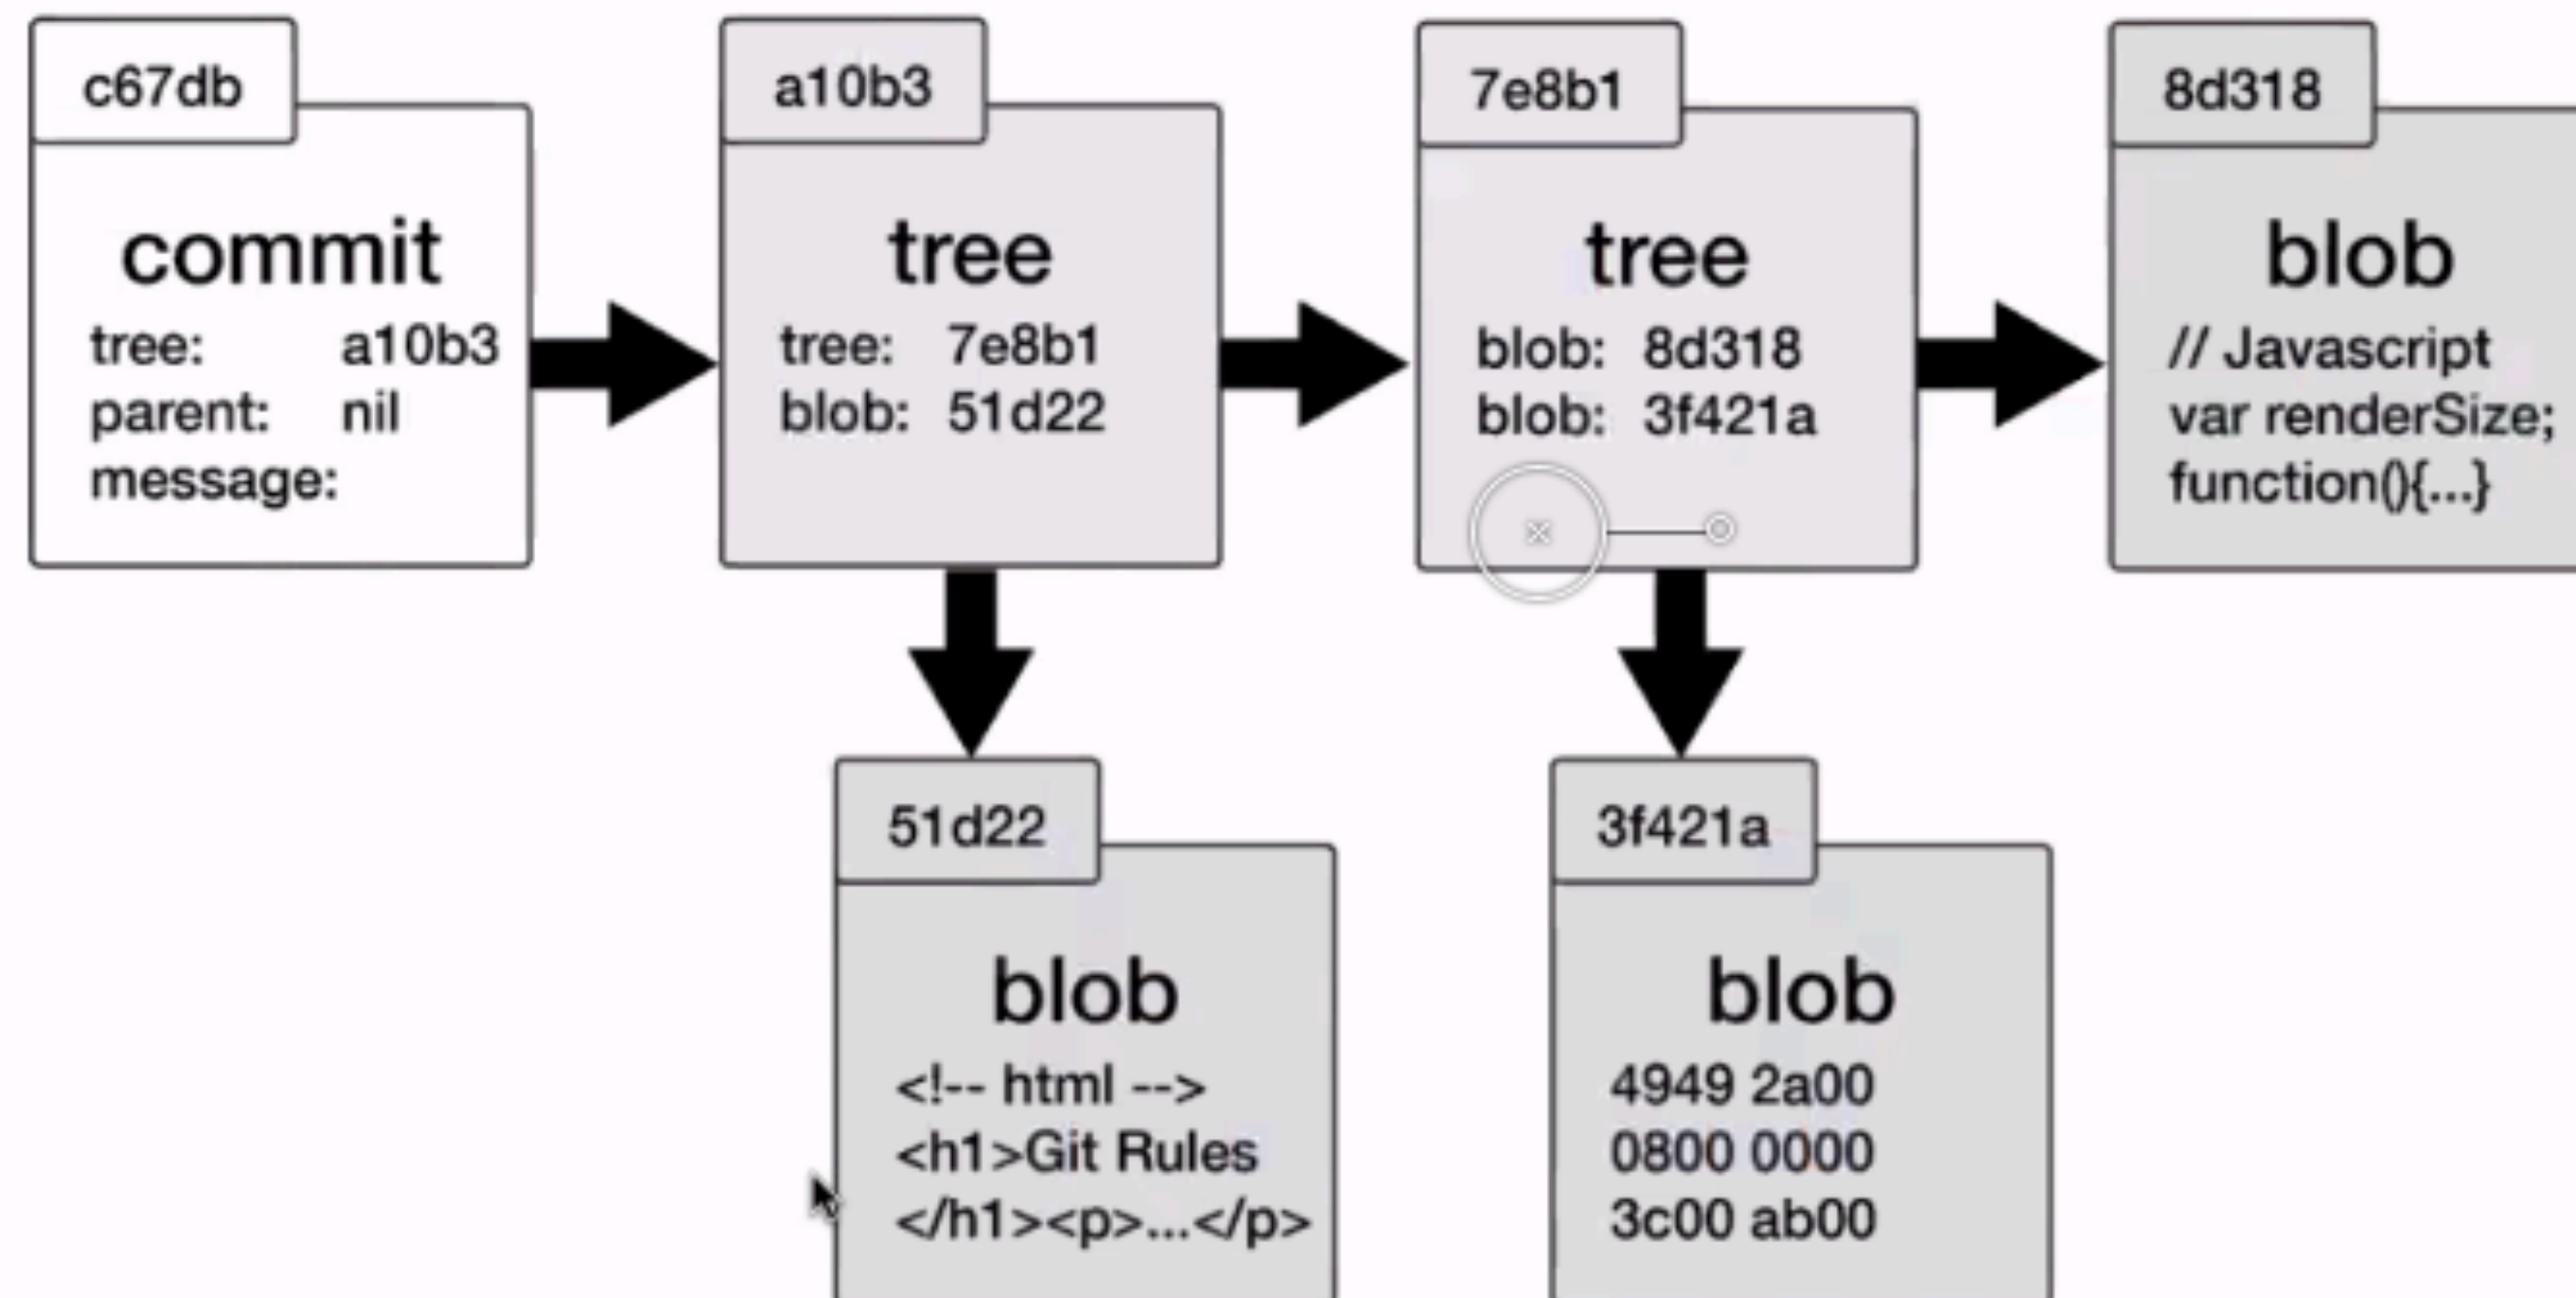 c67db
commit
tree: a10b3
parent: nil
message:
a10b3
tree
tree: 7e8b1
blob: 51d22
7e8b1
tree
blob: 8d318
blob: 3f421a
8d318
blob
// Javascript
var renderSize;
function(){...}
51d22
blob
<!-- html -->
<h1>Git Rules
</h1><p>...</p>
3f421a
blob
4949 2a00
0800 0000
3c00 ab00